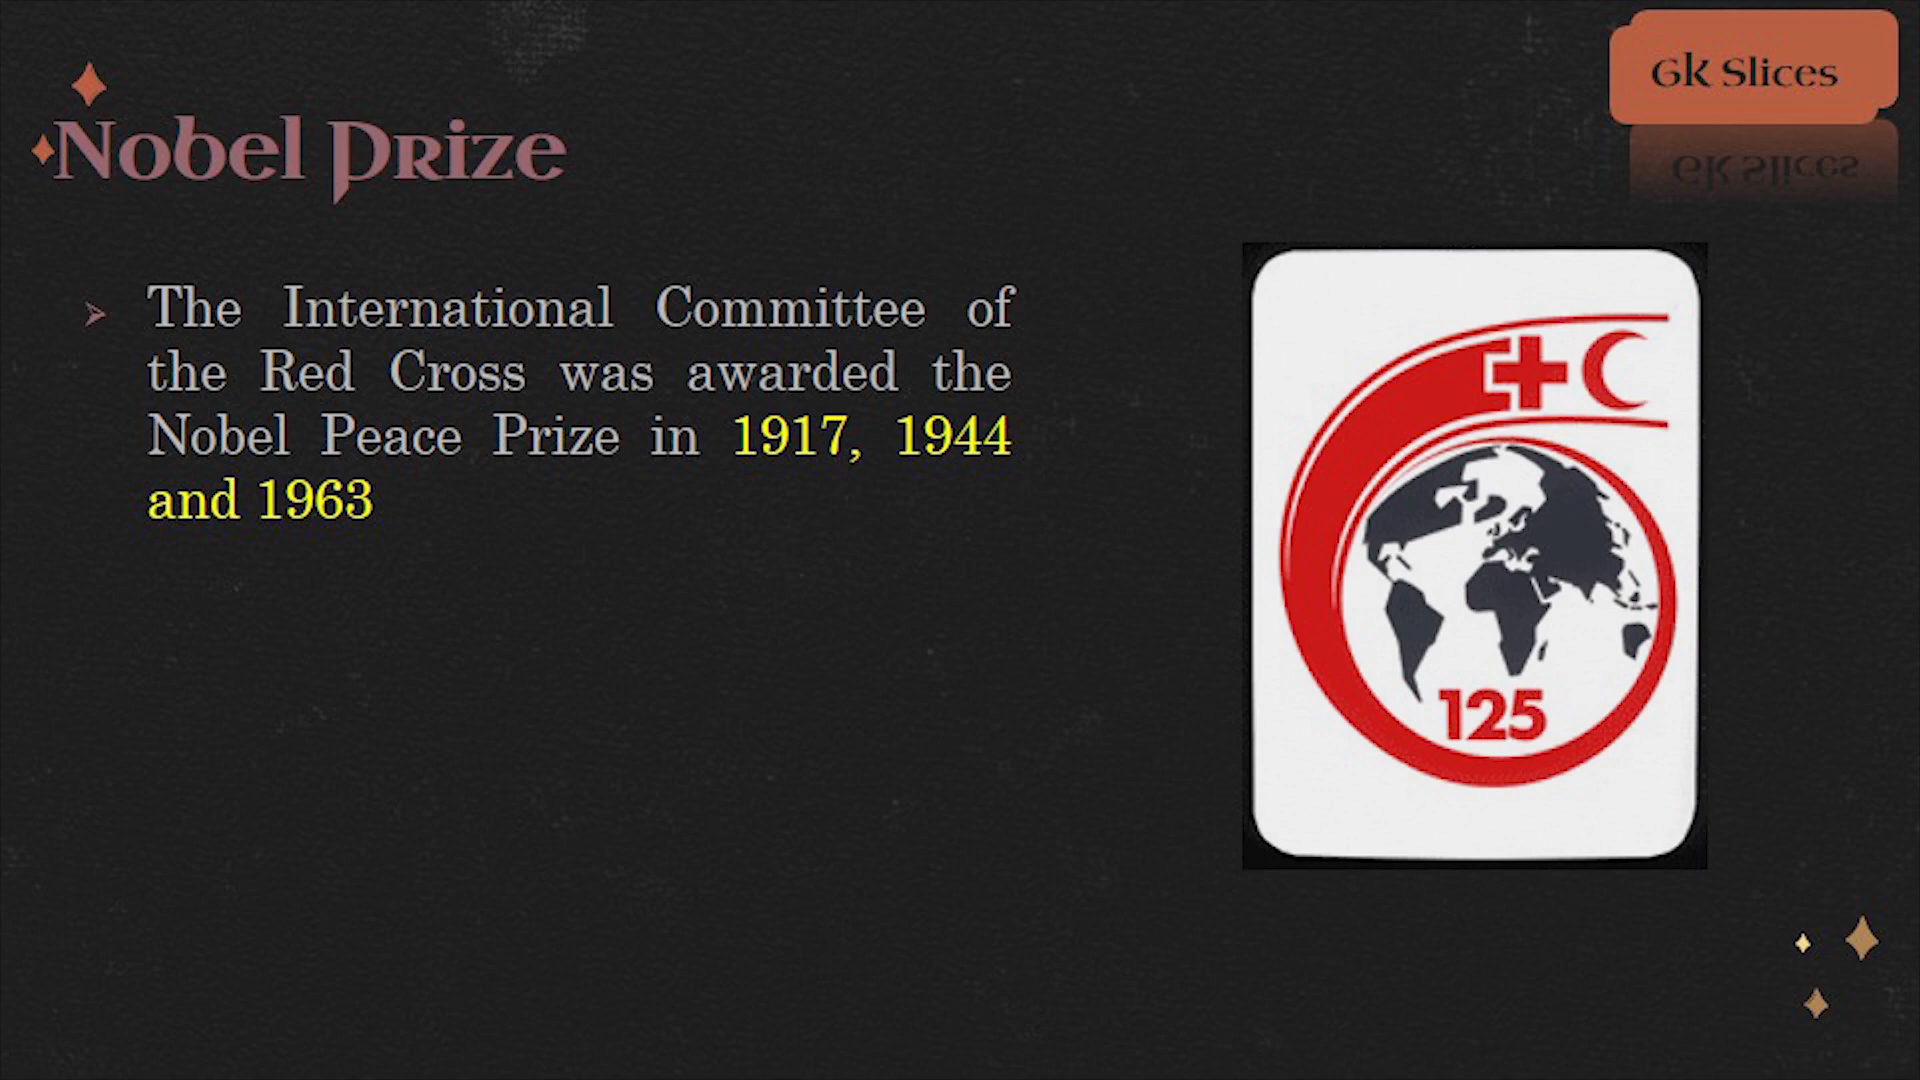 GK Slices
Nobel Prize
The International Committee of
the Red Cross was awarded the
Nobel Peace Prize in 1917, 1944
and 1963
125